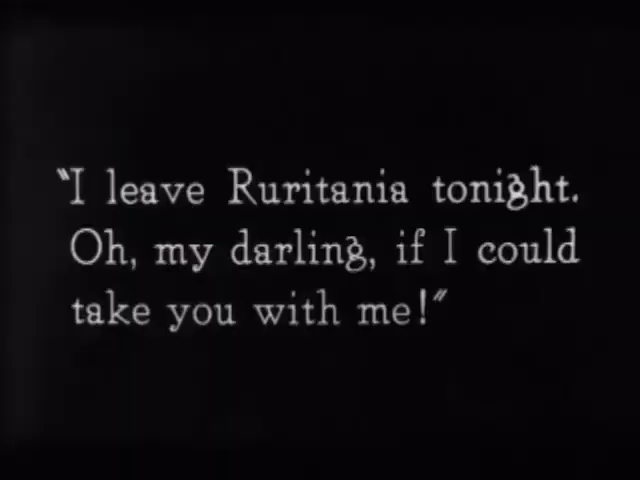 "I leave Ruritania tonight.
Oh, my darling, if I could
take you with me!"